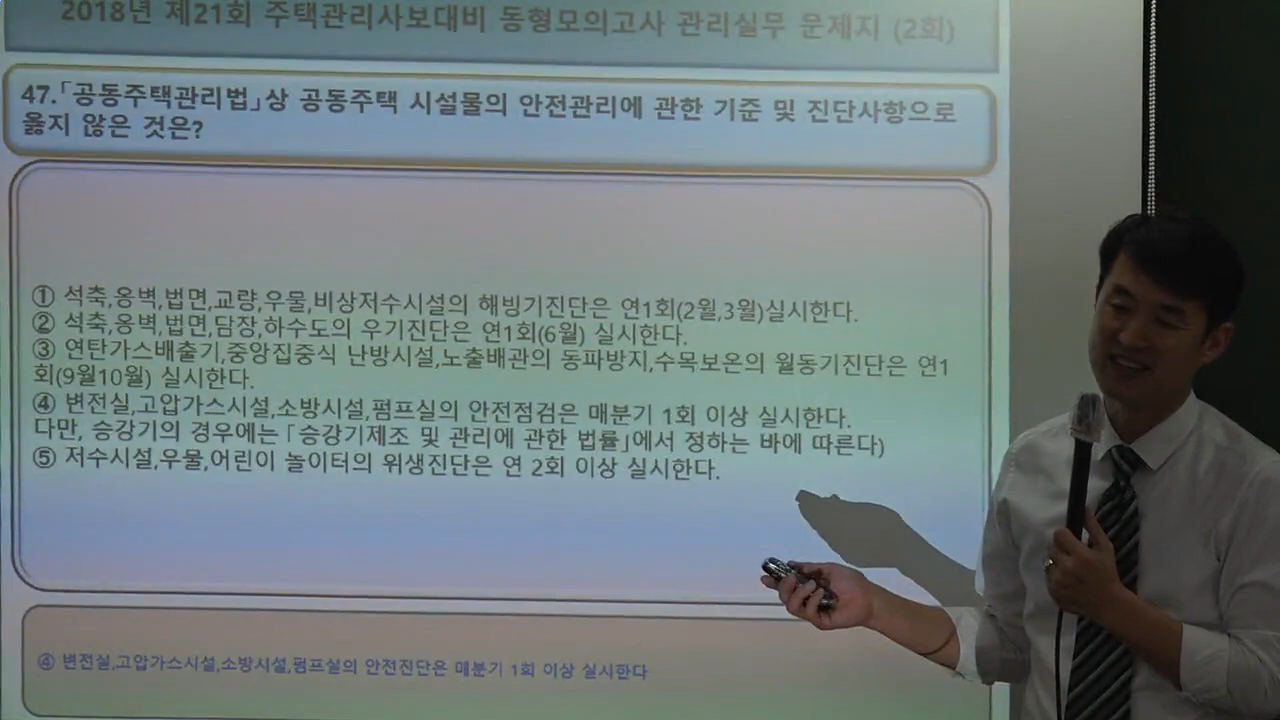 2018년 제21회 주택관리사보대비 동형모의고사 관리실무 문제지 (2회)
47.「공동주택관리법」상 공동주택 시설물의 안전관리에 관한 기준 및 진단사항으로
옳지 않은 것은?
① 석축,옹벽,법면,교량,우물,비상저수시설의 해빙기진단은 연1회(2월,3월)실시한다.
② 석축,옹벽,법면,담장,하수도의 우기진단은 연1회(6월) 실시한다.
③ 연탄가스배출기,중앙집중식 난방시설,노출배관의 동파방지,수목보온의 월동기진단은 연1
회(9월10월) 실시한다.
④ 변전실,고압가스시설,소방시설,펌프실의 안전점검은 매분기 1회 이상 실시한다.
다만, 승강기의 경우에는 「승강기제조 및 관리에 관한 법률」에서 정하는 바에 따른다)
⑤ 저수시설,우물,어린이 놀이터의 위생진단은 연 2회 이상 실시한다.
④ 변전실,고압가스시설,소방시설,펌프실의 안전진단은 매분기 1회 이상 실시한다